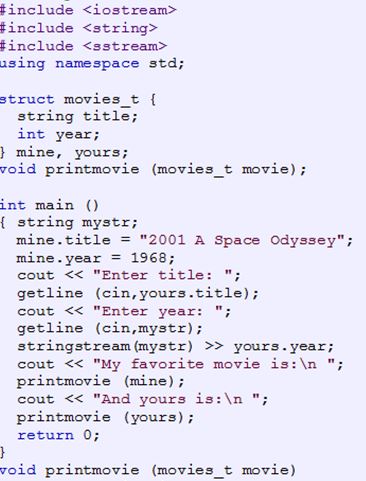 #include <iostream>
#include <string>
#include <sstream>
using namespace std;

struct movies_t {
  string title;
  int year;
} mine, yours;
void printmovie (movies_t movie);

int main ()
{ string mystr;
  mine.title = "2001 A Space Odyssey";
  mine.year = 1968;
  cout << "Enter title: ";
  getline (cin,yours.title);
  cout << "Enter year: ";
  getline (cin,mystr);
  stringstream(mystr) >> yours.year;
  cout << "My favorite movie is:\n ";
  printmovie (mine);
  cout << "And yours is:\n ";
  printmovie (yours);
  return 0;
}
void printmovie (movies_t movie)